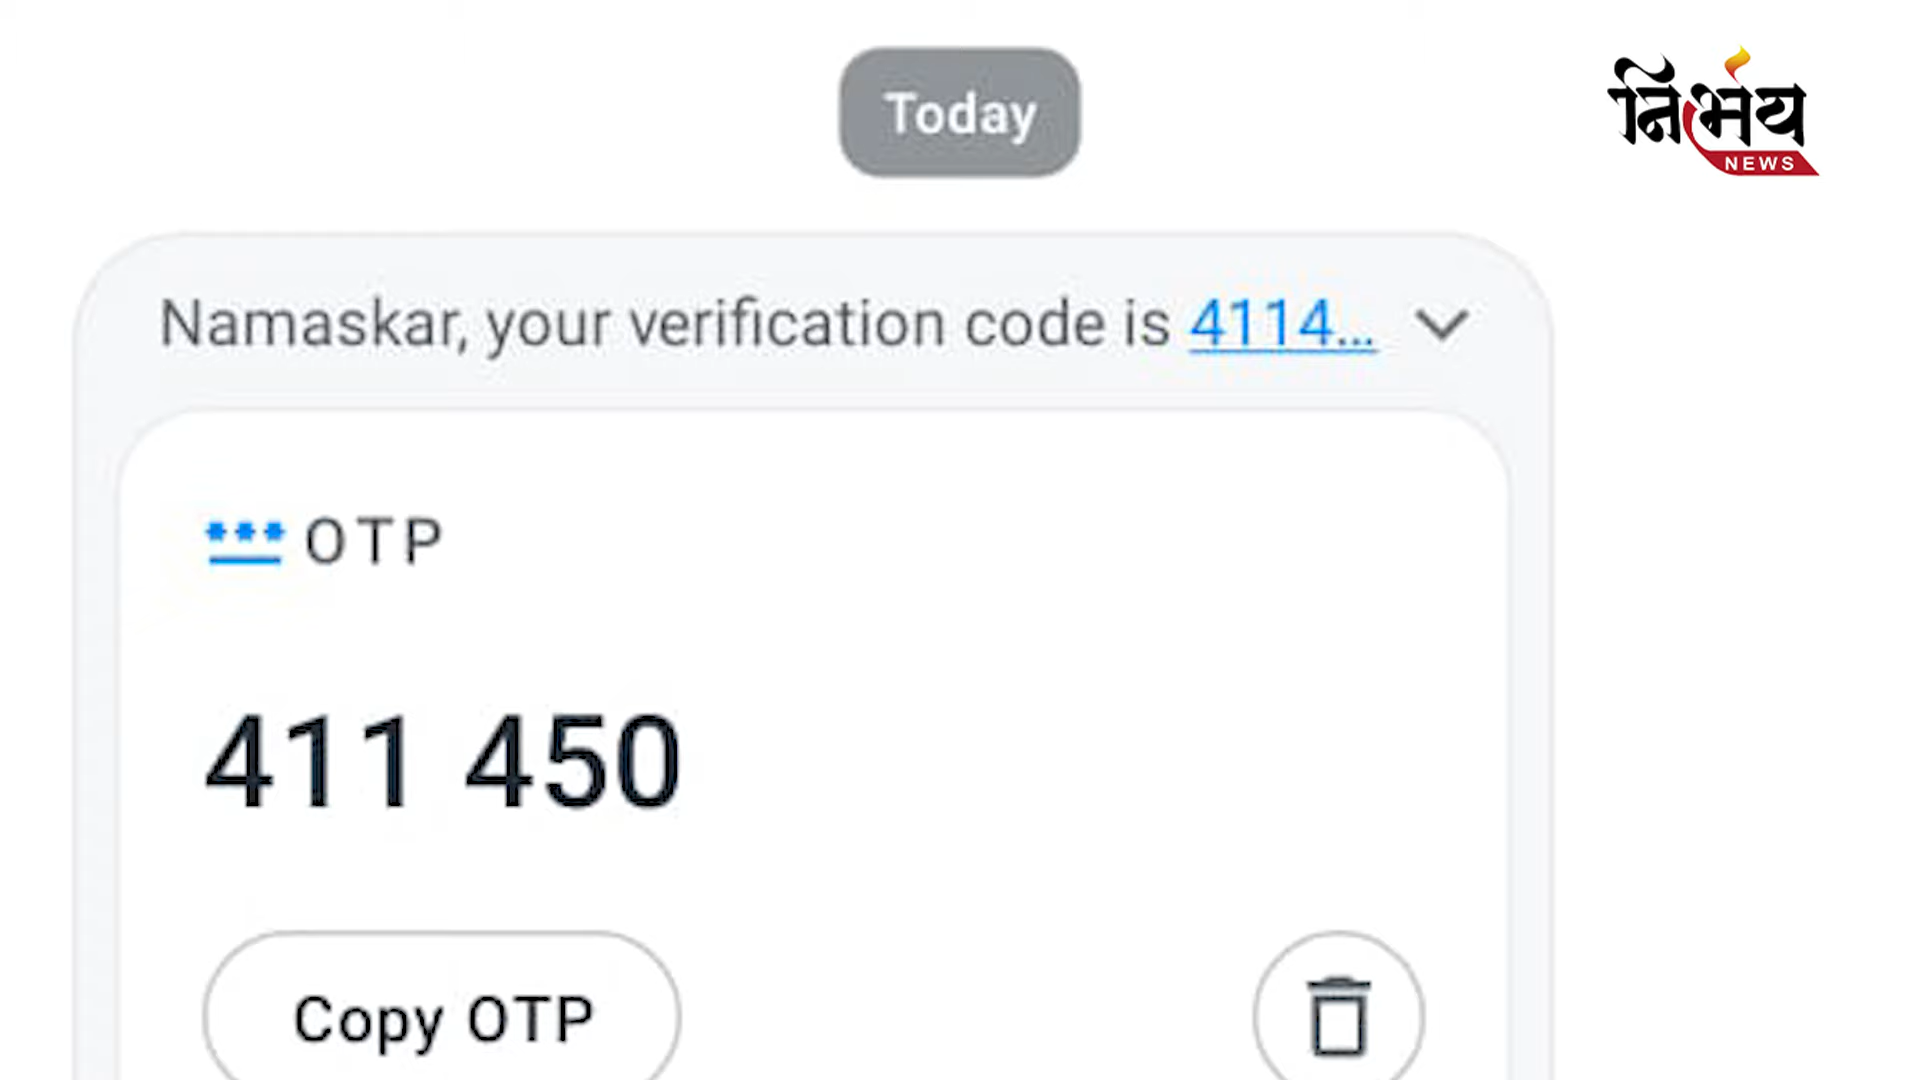 Today
निर्भय
NEWS
Namaskar, your verification code is 4114...
*** OTP
411 450
Copy OTP